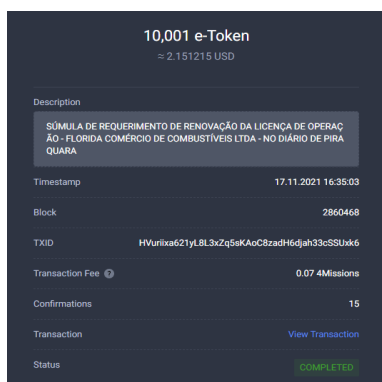 10,001 e-Token
≈ 2.151215 USD
Description
SÚMULA DE REQUERIMENTO DE RENOVAÇÃO DA LICENÇA DE OPERAÇ
ÃO - FLORIDA COMÉRCIO DE COMBUSTÍVEIS LTDA - NO DIÁRIO DE PIRA
QUARA
Timestamp 17.11.2021 16:35:03
Block 2860468
TXID HVuriixa621yL8L3xZq5sKAoC8zadH6djah33cSSUxk6
Transaction Fee ? 0.07 4Missions
Confirmations 15
Transaction View Transaction
Status COMPLETED